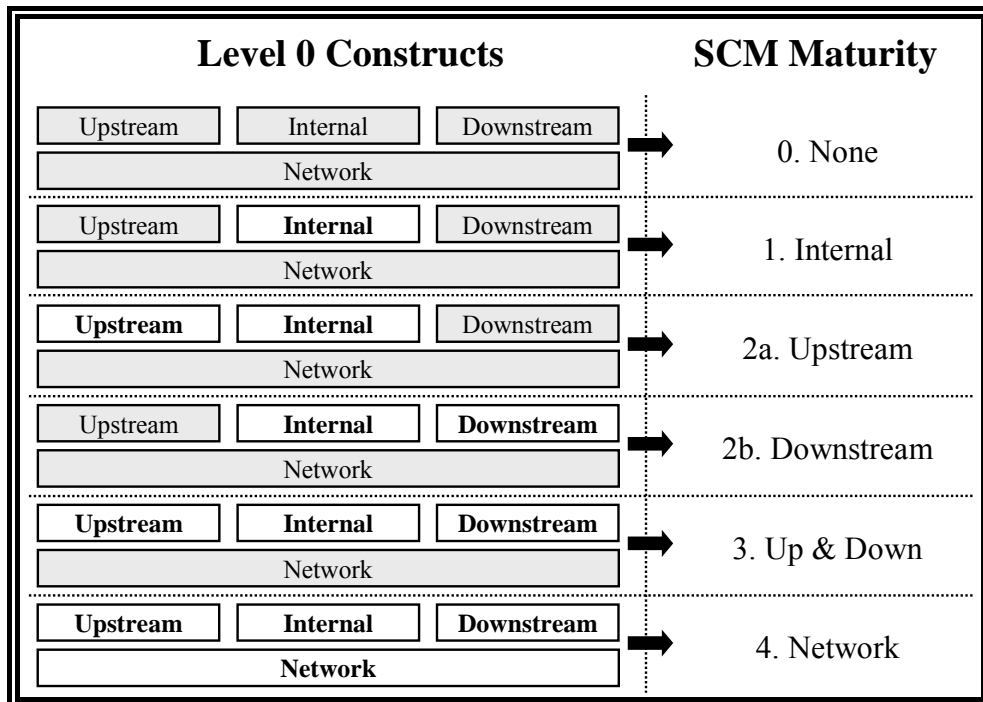 Level 0 Constructs SCM Maturity
Upstream Internal Downstream
Network
0. None
Upstream Internal Downstream
Network
1. Internal
Upstream Internal Downstream
Network
2a. Upstream
Upstream Internal Downstream
Network
2b. Downstream
Upstream Internal Downstream
Network
3. Up & Down
Upstream Internal Downstream
Network
4. Network